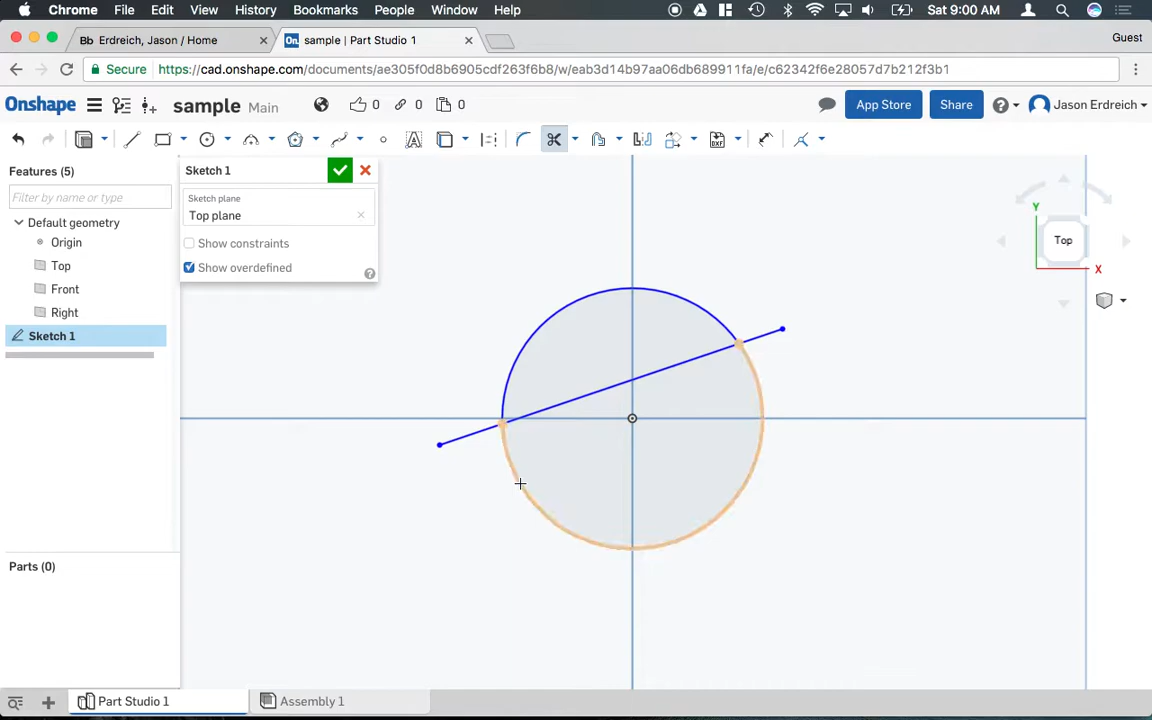 Chrome File Edit View History Bookmarks People Window Help Sat 9:00 AM
Bb Erdreich, Jason / Home On sample | Part Studio 1 Guest
Secure https://cad.onshape.com/documents/ae305f0d8b6905cdf263f6b8/w/eab3d14b97aa06db689911fa/e/c62342f6e28057d7b212f3b1
Onshape sample Main 0 0 0 App Store Share Jason Erdreich
DXF
Features (5)
Filter by name or type
Default geometry
Origin
Top
Front
Right
Sketch 1
Parts (0)
Sketch 1
Sketch plane
Top plane
Show constraints
Show overdefined
Y
Top
X
Part Studio 1 Assembly 1